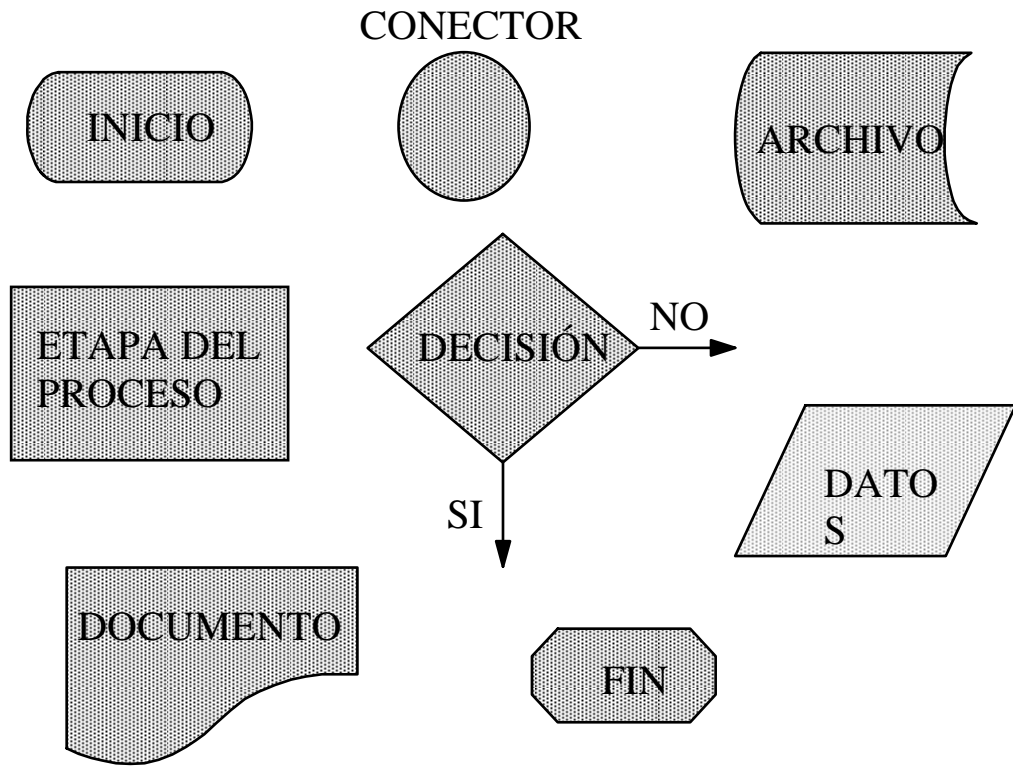 CONECTOR
INICIO
ARCHIVO
ETAPA DEL
PROCESO
DECISIÓN
NO
SI
DATO
S
DOCUMENTO
FIN